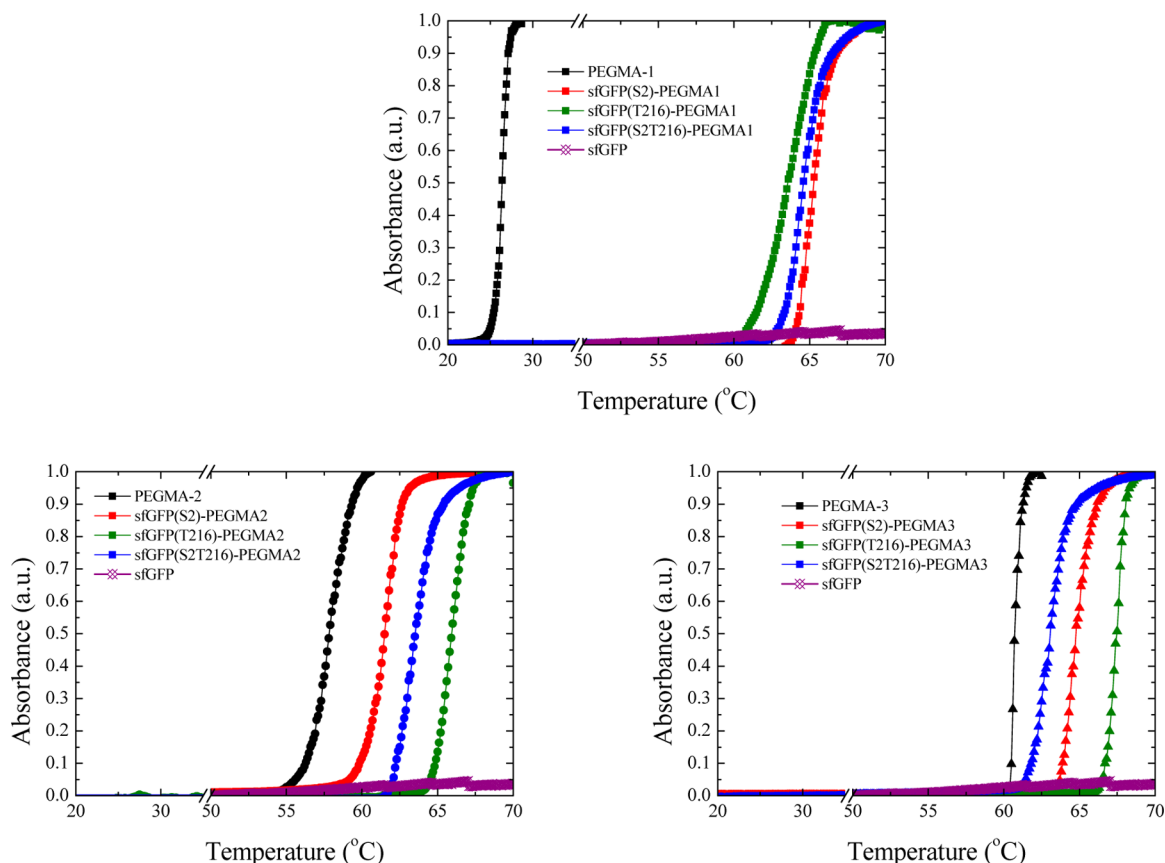 1.0
0.9
0.8
0.7
0.6
0.5
0.4
0.3
0.2
0.1
0.0
Absorbance (a.u.)
PEGMA-1
sfGFP(S2)-PEGMA1
sfGFP(T216)-PEGMA1
sfGFP(S2T216)-PEGMA1
sfGFP
20 30 50 60 65 70
Temperature (°C)
1.0
0.9
0.8
0.7
0.6
0.5
0.4
0.3
0.2
0.1
0.0
Absorbance (a.u.)
PEGMA-2
sfGFP(S2)-PEGMA2
sfGFP(T216)-PEGMA2
sfGFP(S2T216)-PEGMA2
sfGFP
20 30 55 60 65 70
Temperature (°C)
1.0
0.9
0.8
0.7
0.6
0.5
0.4
0.3
0.2
0.1
0.0
Absorbance (a.u.)
PEGMA-3
sfGFP(S2)-PEGMA3
sfGFP(T216)-PEGMA3
sfGFP(S2T216)-PEGMA3
sfGFP
20 30 55 60 65 70
Temperature (°C)